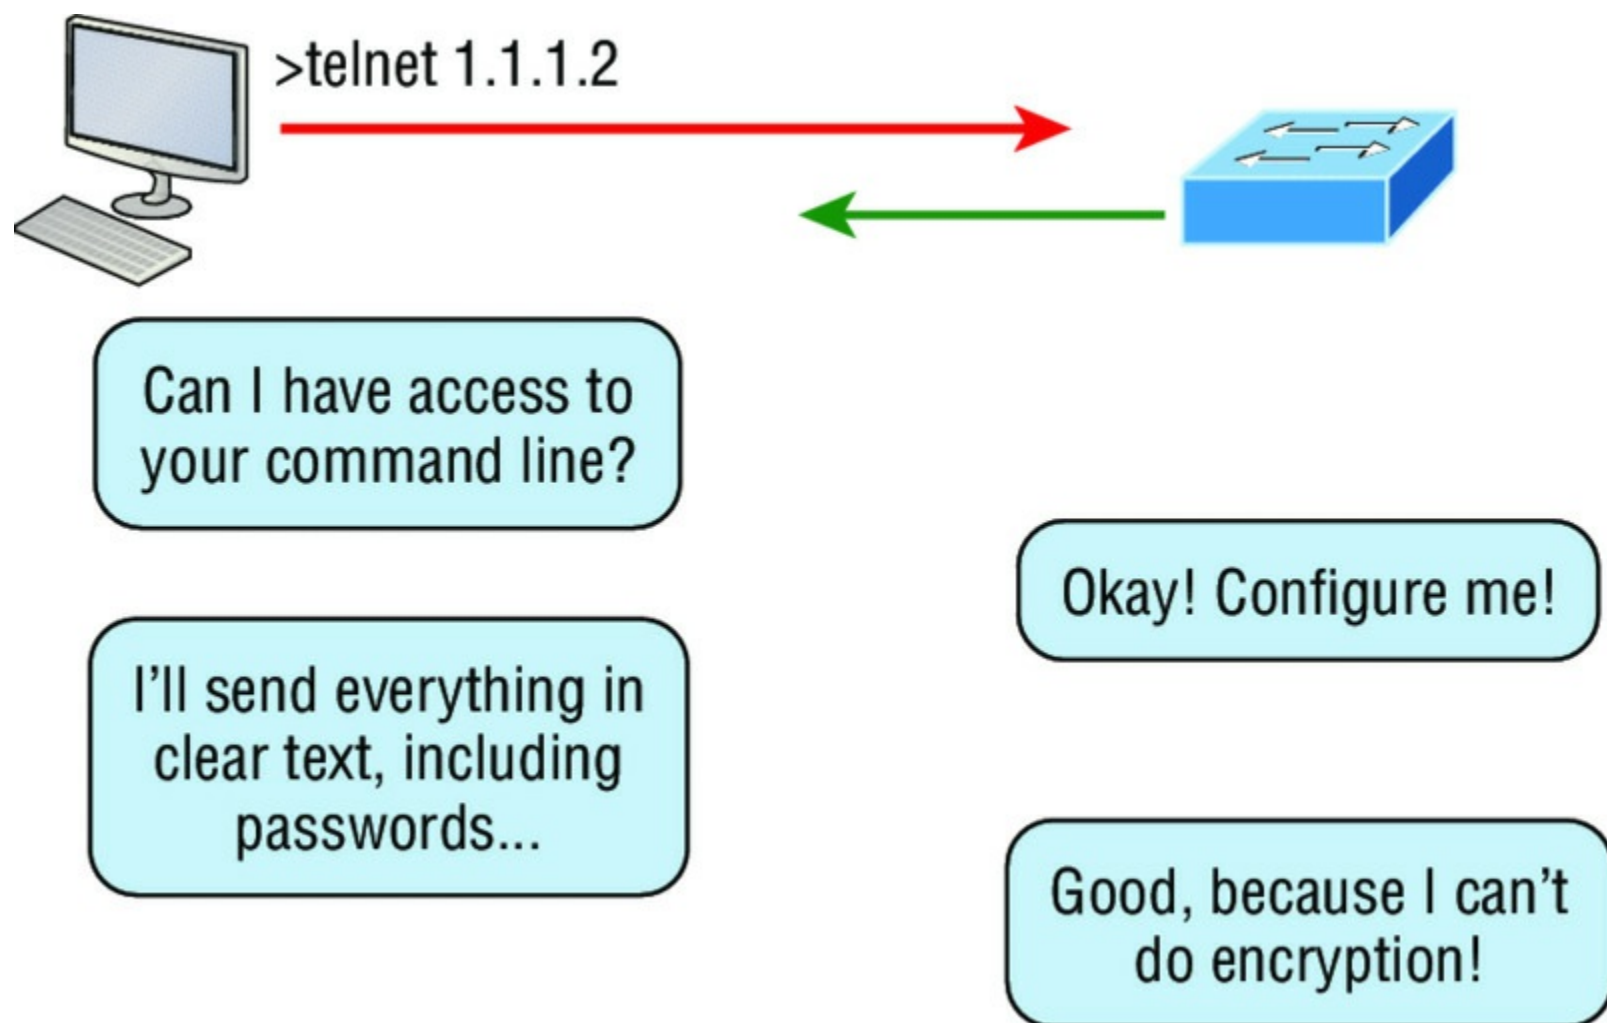 >telnet 1.1.1.2
Can I have access to
your command line?
Okay! Configure me!
I’ll send everything in
clear text, including
passwords...
Good, because I can’t
do encryption!